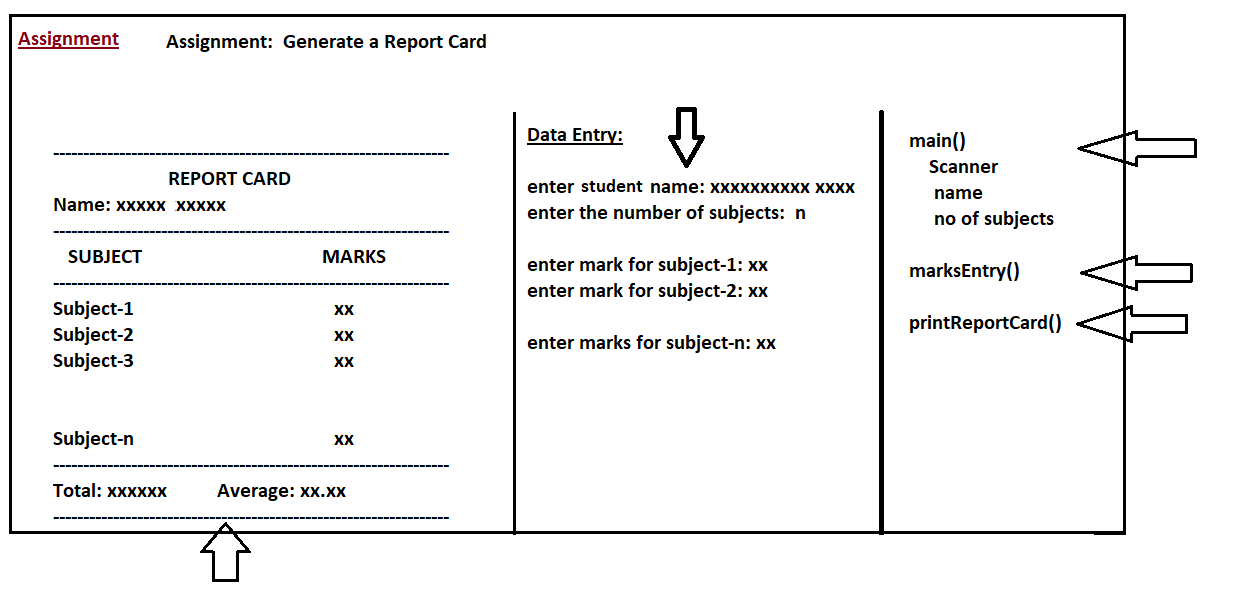 Assignment Assignment: Generate a Report Card
-----------------------------------------------------------------
REPORT CARD
Name: xxxxx xxxxx
-----------------------------------------------------------------
SUBJECT MARKS
-----------------------------------------------------------------
Subject-1 xx
Subject-2 xx
Subject-3 xx
Subject-n xx
-----------------------------------------------------------------
Total: xxxxxx Average: xx.xx
-----------------------------------------------------------------
Data Entry:
enter student name: xxxxxxxxxx xxxx
enter the number of subjects: n
enter mark for subject-1: xx
enter mark for subject-2: xx
enter marks for subject-n: xx
main()
Scanner
name
no of subjects
marksEntry()
printReportCard()